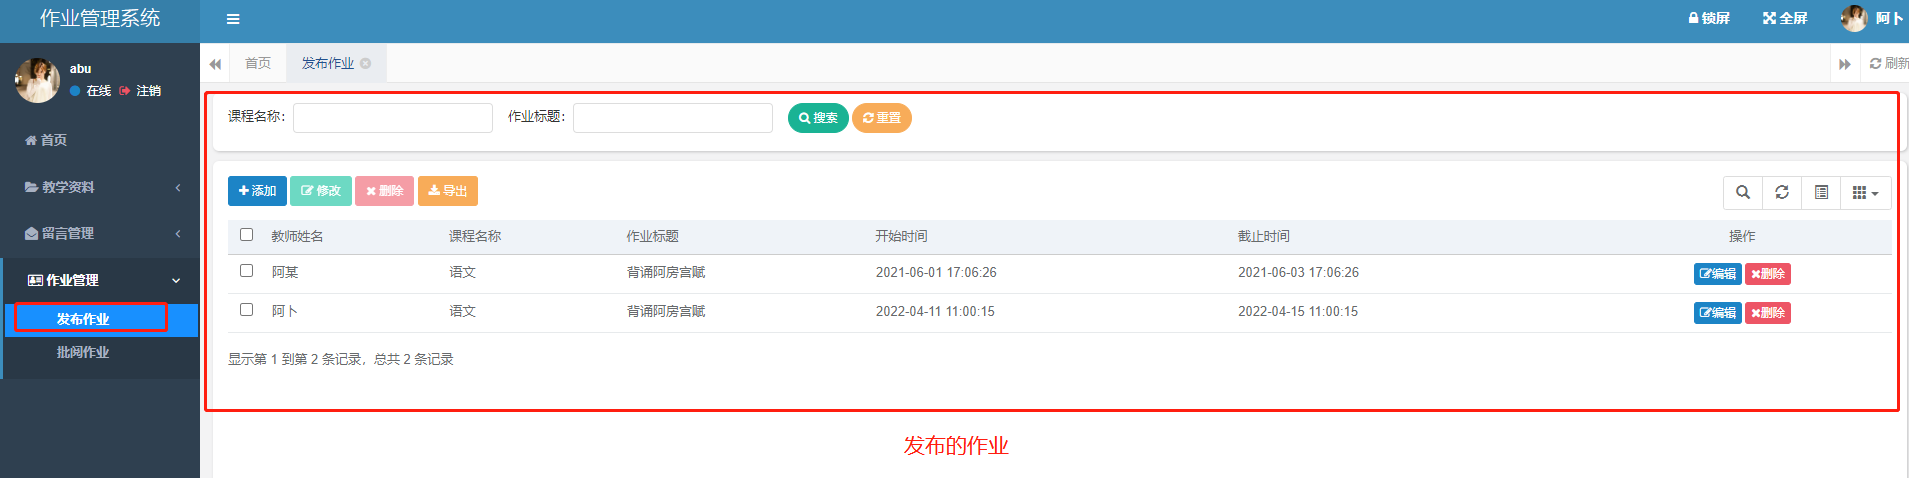 作业管理系统
锁屏
全屏
阿卜
abu
在线 注销
首页
发布作业
刷新
首页
教学资料
留言管理
作业管理
发布作业
批阅作业
课程名称：
作业标题：
搜索
重置
添加
修改
删除
导出
教师姓名 课程名称 作业标题 开始时间 截止时间 操作
阿某 语文 背诵阿房宫赋 2021-06-01 17:06:26 2021-06-03 17:06:26 编辑 删除
阿卜 语文 背诵阿房宫赋 2022-04-11 11:00:15 2022-04-15 11:00:15 编辑 删除
显示第 1 到第 2 条记录，总共 2 条记录
发布的作业